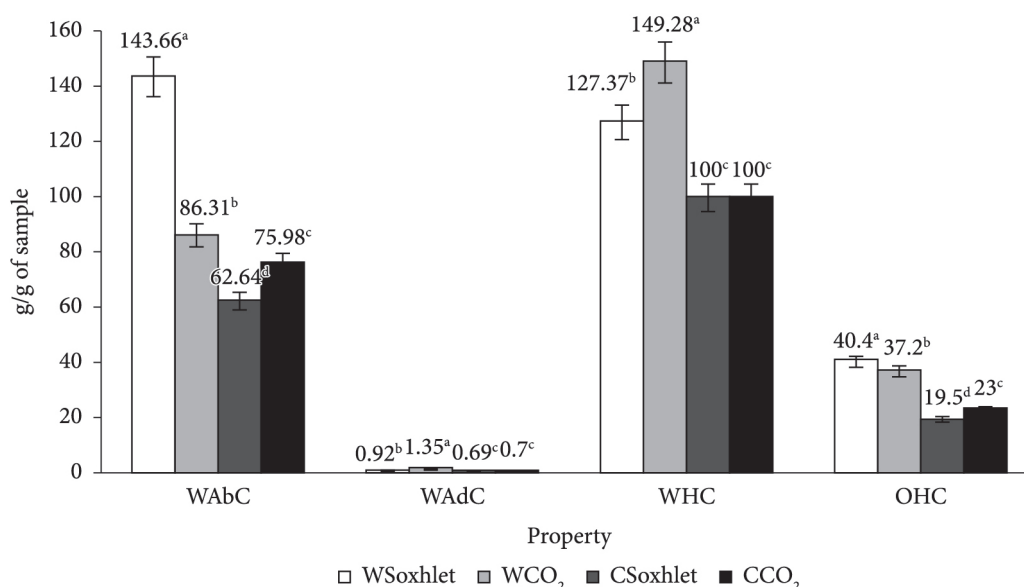 160
140
120
100
80
60
40
20
0
g/g of sample
143.66ᵃ
86.31ᵇ
62.64ᵈ
75.98ᶜ
0.92ᵇ
1.35ᵃ
0.69ᶜ
0.7ᶜ
127.37ᵇ
149.28ᵃ
100ᶜ
100ᶜ
40.4ᵃ
37.2ᵇ
19.5ᵈ
23ᶜ
WAbC WAdC WHC OHC
Property
WSoxhlet WCO₂ CSoxhlet CCO₂